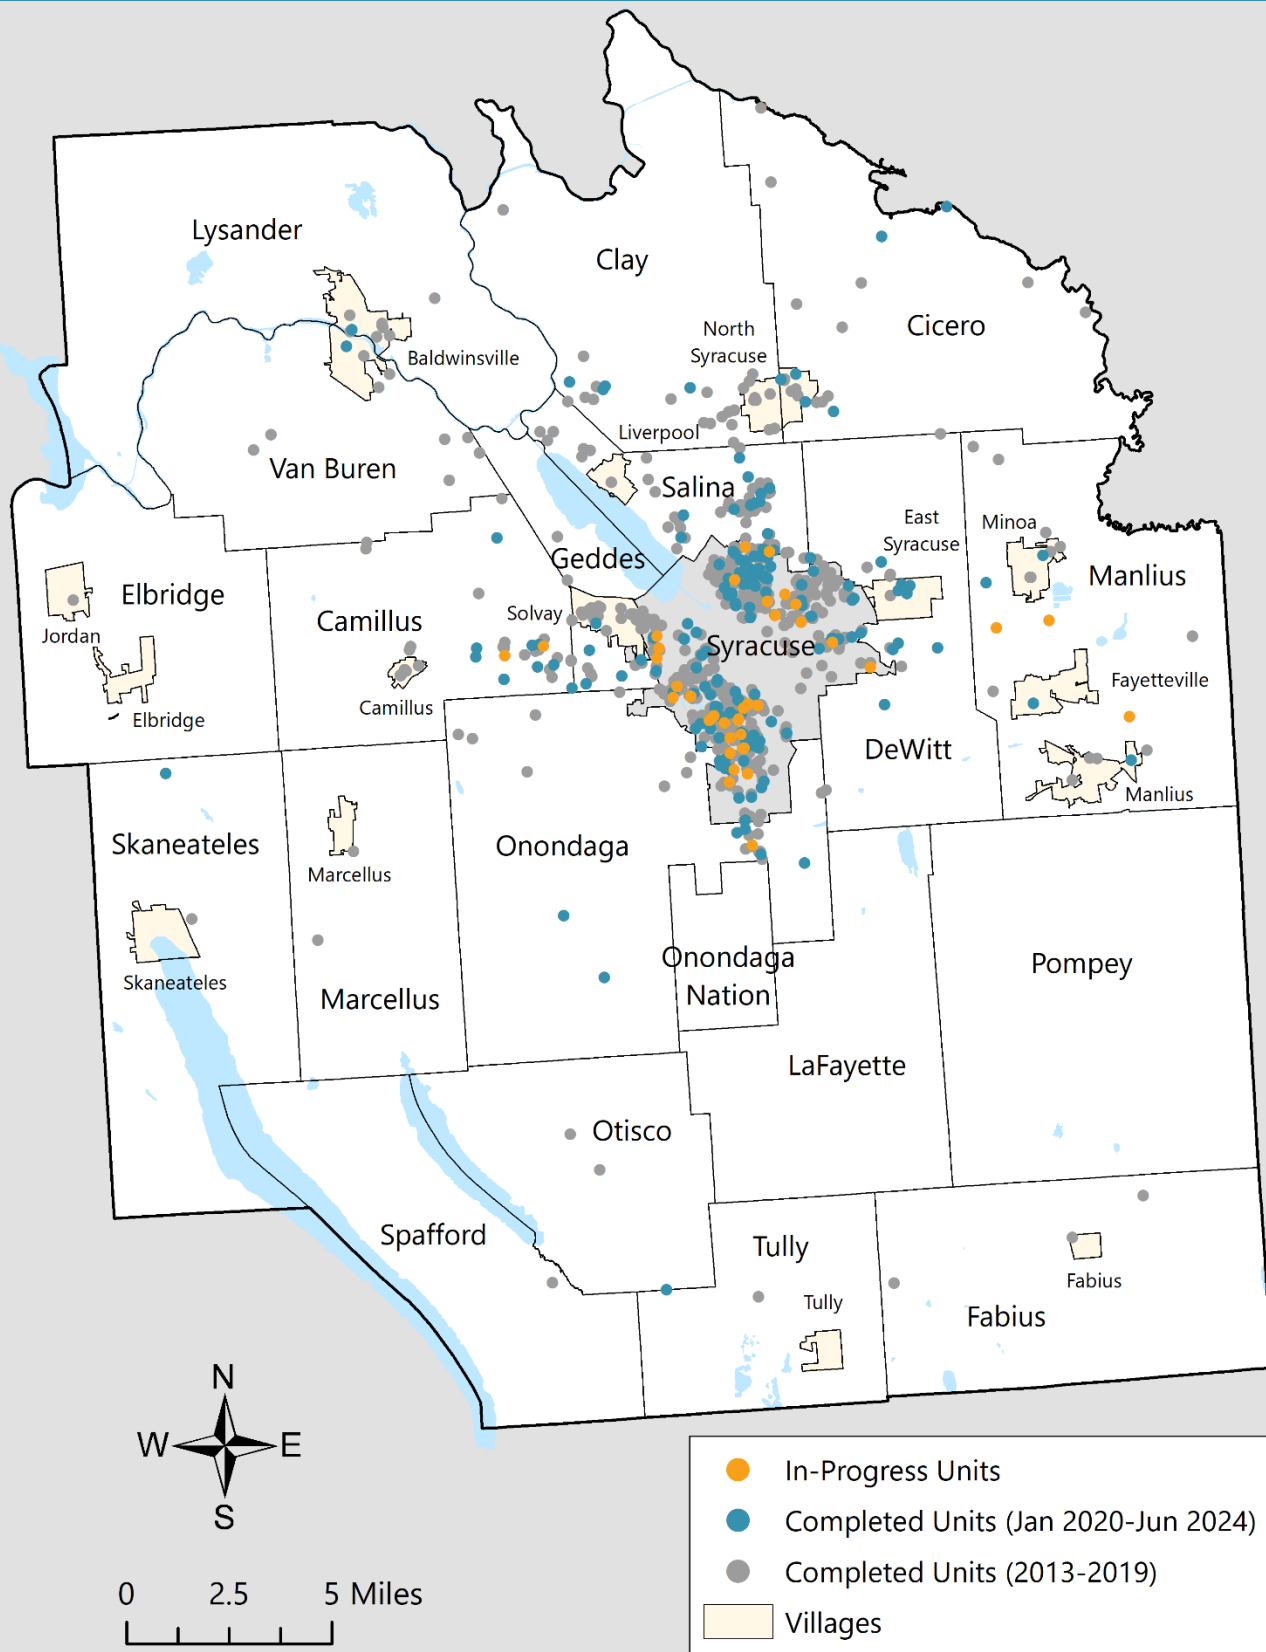 Lysander
Clay
Cicero
North
Syracuse
Baldwinsville
Liverpool
Van Buren
Salina
East
Syracuse
Minoa
Geddes
Manlius
Elbridge
Solvay
Camillus
Jordan
Syracuse
Fayetteville
Camillus
Elbridge
DeWitt
Manlius
Skaneateles
Onondaga
Marcellus
Onondaga
Nation
Pompey
Skaneateles
Marcellus
LaFayette
Otisco
Spafford
Tully
Fabius
Tully
Fabius
N
W E
S
0 2.5 5 Miles
In-Progress Units
Completed Units (Jan 2020-Jun 2024)
Completed Units (2013-2019)
Villages